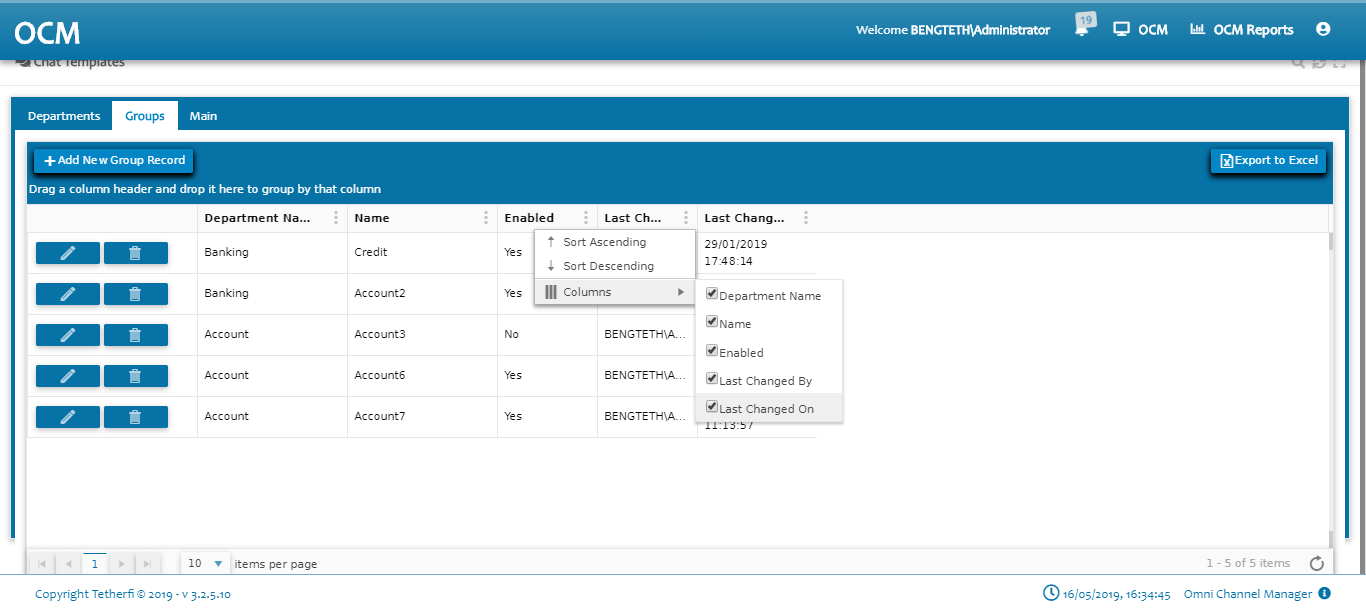 OCM
Welcome BENGTETH\Administrator
19
OCM
OCM Reports
Chat Templates
Departments
Groups
Main
Add New Group Record
Export to Excel
Drag a column header and drop it here to group by that column
Department Na...
Name
Enabled
Last Ch...
Last Chang...
Banking
Credit
Yes
29/01/2019
17:48:14
Sort Ascending
Sort Descending
Columns
Banking
Account2
Yes
Department Name
Name
Enabled
Last Changed By
Last Changed On
Account
Account3
No
BENGTETH\A...
Account
Account6
Yes
BENGTETH\A...
Account
Account7
Yes
BENGTETH\A...
11:13:57
1
10
items per page
1 - 5 of 5 items
Copyright Tetherfi © 2019 - v 3.2.5.10
16/05/2019, 16:34:45
Omni Channel Manager